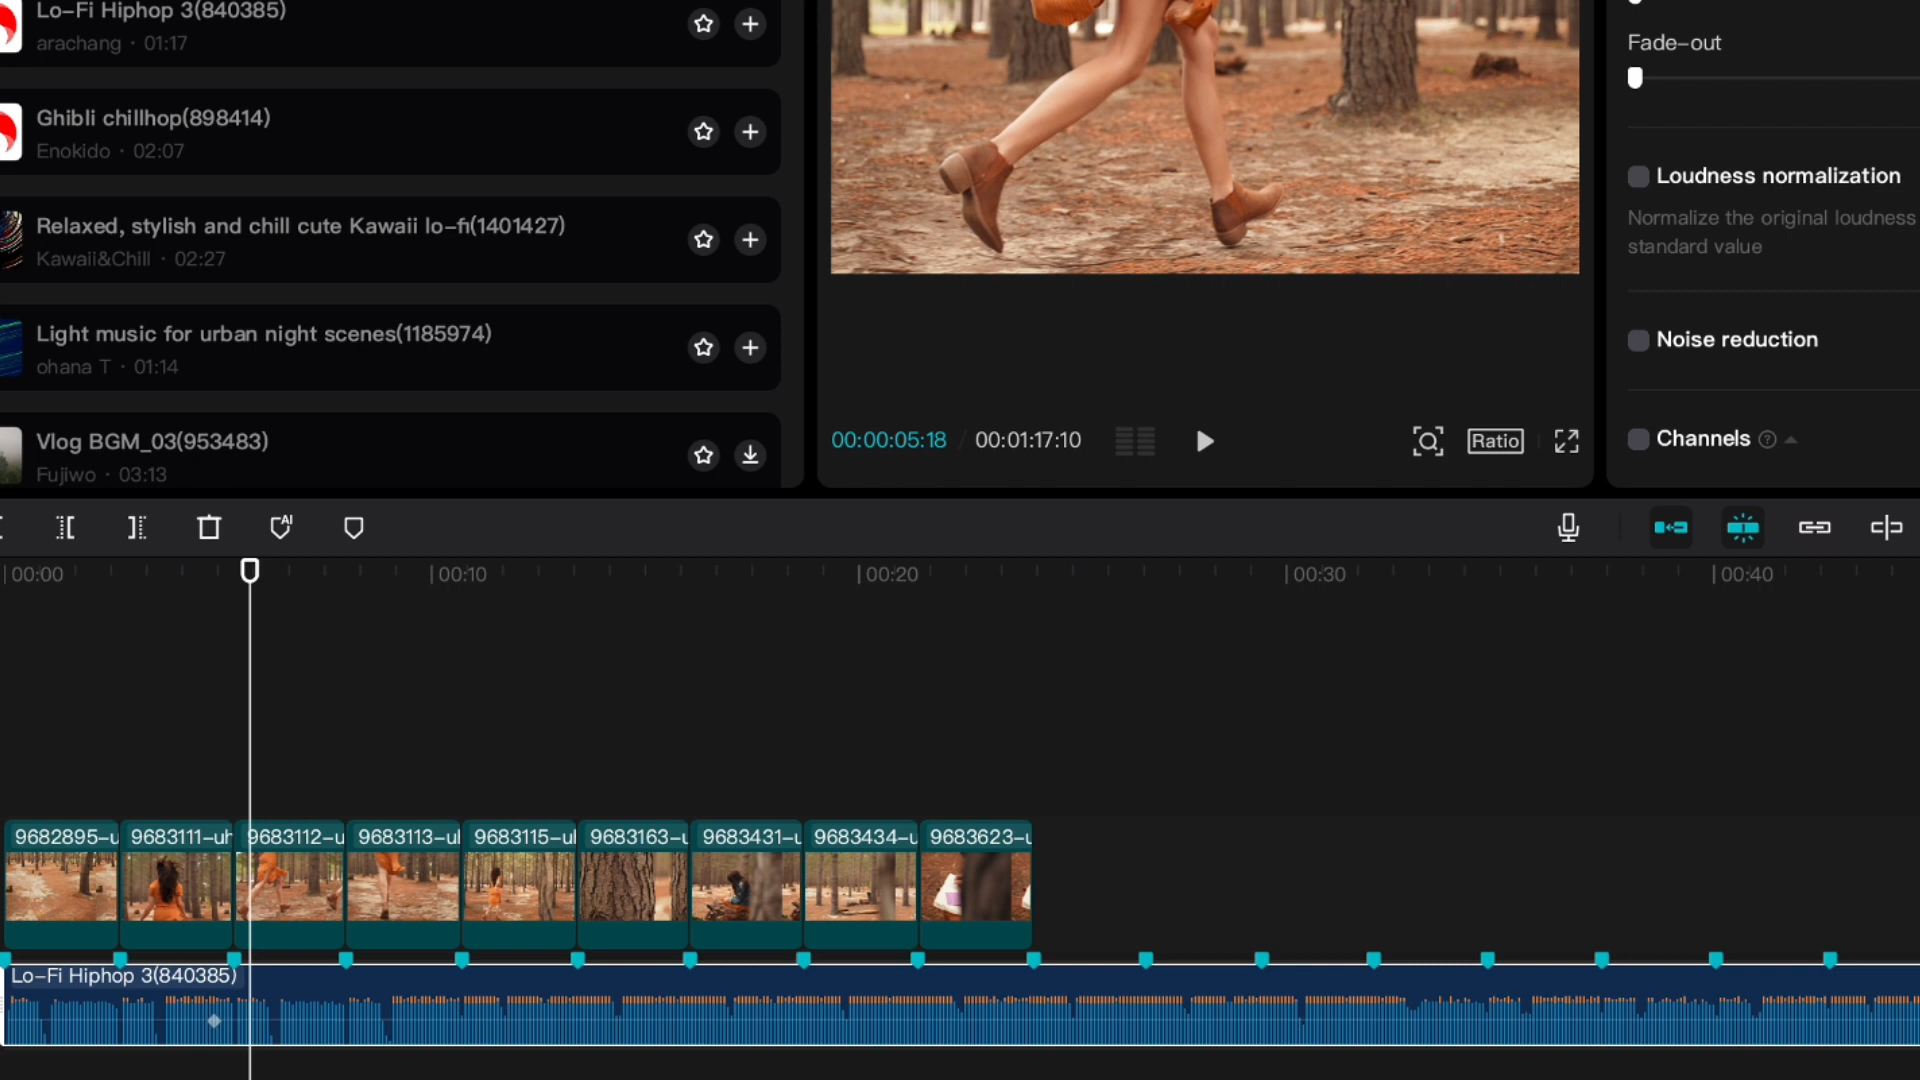 Lo-Fi Hiphop 3(840385)
arachang · 01:17
Ghibli chillhop(898414)
Enokido · 02:07
Relaxed, stylish and chill cute Kawaii lo-fi(1401427)
Kawaii&Chill · 02:27
Light music for urban night scenes(1185974)
ohana T · 01:14
Vlog BGM_03(953483)
Fujiwo · 03:13
00:00:05:18 / 00:01:17:10
Ratio
Fade-out
Loudness normalization
Normalize the original loudness
standard value
Noise reduction
Channels
AI
00:00 00:10 00:20 00:30 00:40
9682895-u 9683111-uh 9683112-u 9683113-ul 9683115-ul 9683163-u 9683431-u 9683434-u 9683623-u
Lo-Fi Hiphop 3(840385)